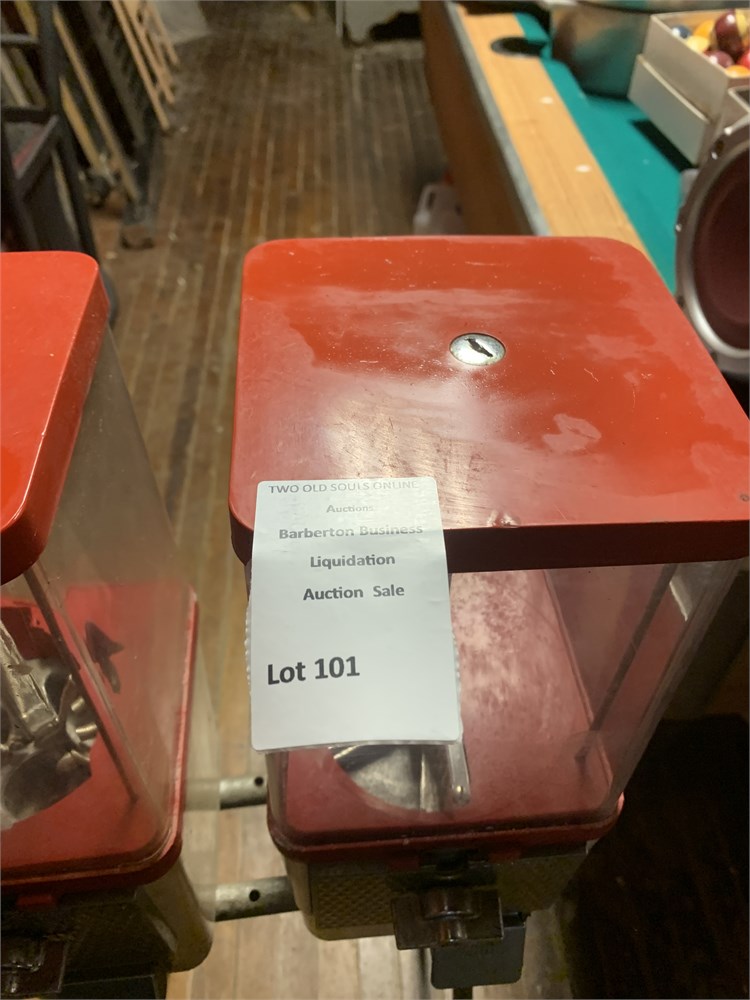 TWO OLD SOULS ONLINE
Auctions
Barberton Business
Liquidation
Auction Sale
Lot 101